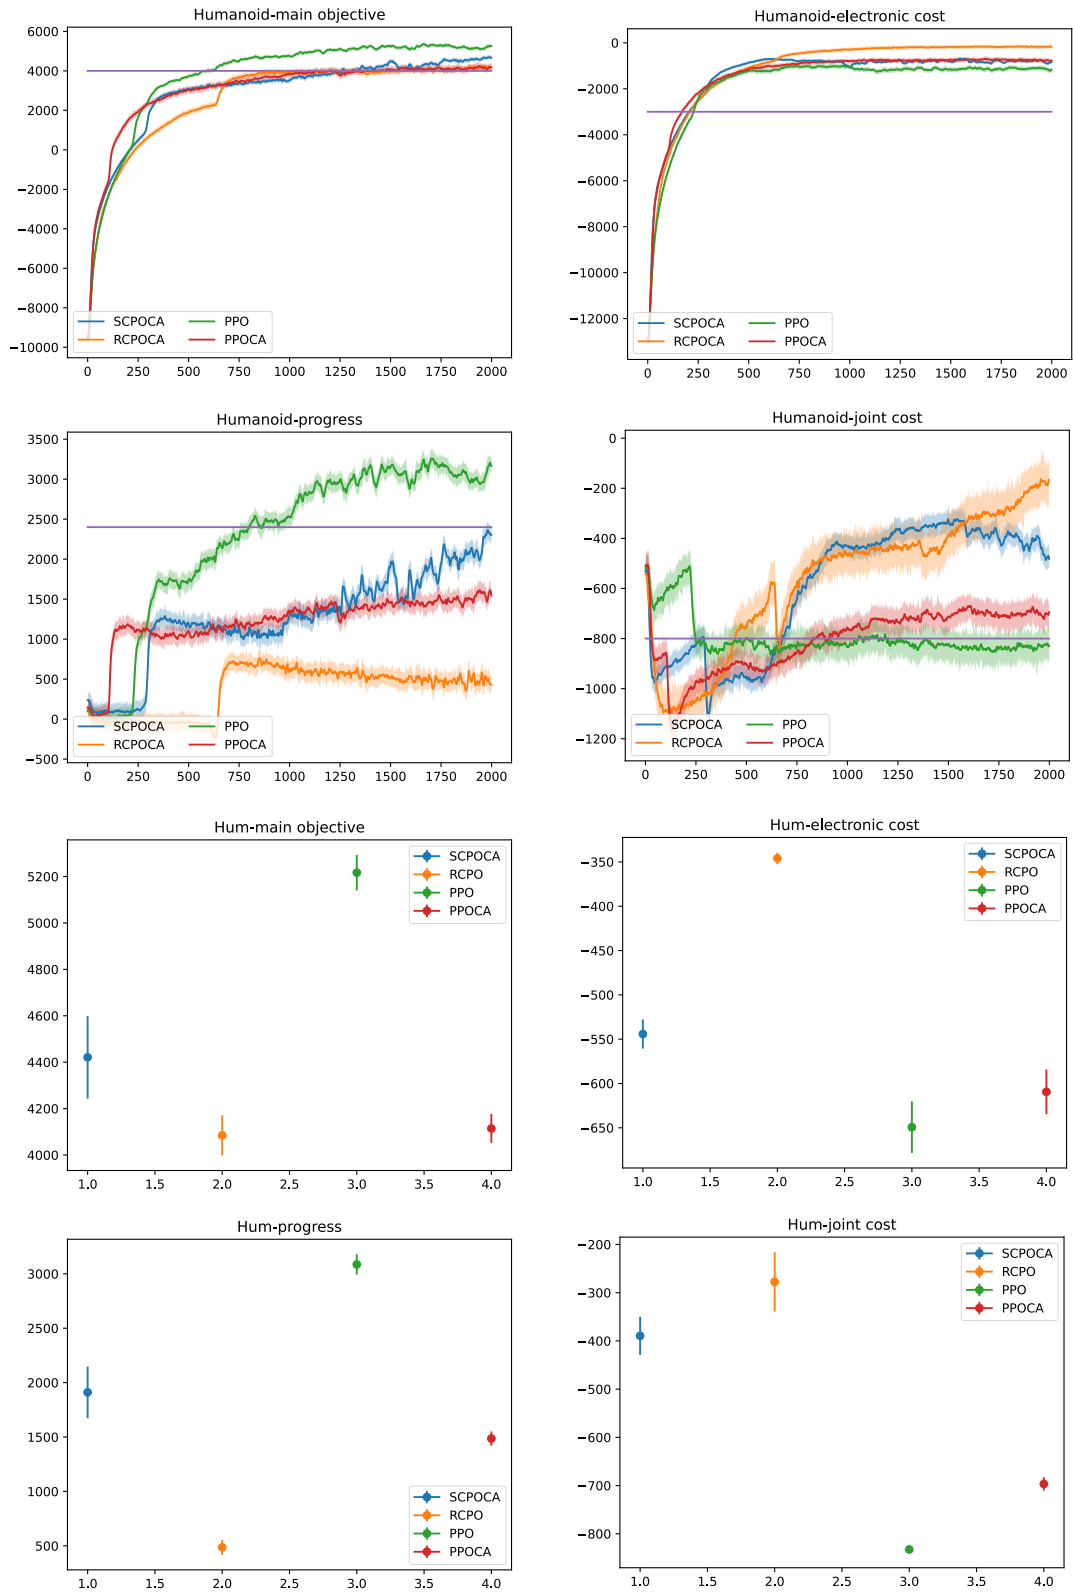 Humanoid-main objective
6000
4000
2000
0
−2000
−4000
−6000
−8000
−10000
SCPOCA PPO
RCPOCA PPOCA
0 250 500 750 1000 1250 1500 1750 2000
Humanoid-electronic cost
0
−2000
−4000
−6000
−8000
−10000
−12000
SCPOCA PPO
RCPOCA PPOCA
0 250 500 750 1000 1250 1500 1750 2000
Humanoid-progress
3500
3000
2500
2000
1500
1000
500
0
−500
SCPOCA PPO
RCPOCA PPOCA
0 250 500 750 1000 1250 1500 1750 2000
Humanoid-joint cost
0
−200
−400
−600
−800
−1000
−1200
SCPOCA PPO
RCPOCA PPOCA
0 250 500 750 1000 1250 1500 1750 2000
Hum-main objective
5200
5000
4800
4600
4400
4200
4000
SCPOCA
RCPO
PPO
PPOCA
1.0 1.5 2.0 2.5 3.0 3.5 4.0
Hum-electronic cost
−350
−400
−450
−500
−550
−600
−650
SCPOCA
RCPO
PPO
PPOCA
1.0 1.5 2.0 2.5 3.0 3.5 4.0
Hum-progress
3000
2500
2000
1500
1000
500
SCPOCA
RCPO
PPO
PPOCA
1.0 1.5 2.0 2.5 3.0 3.5 4.0
Hum-joint cost
−200
−300
−400
−500
−600
−700
−800
SCPOCA
RCPO
PPO
PPOCA
1.0 1.5 2.0 2.5 3.0 3.5 4.0